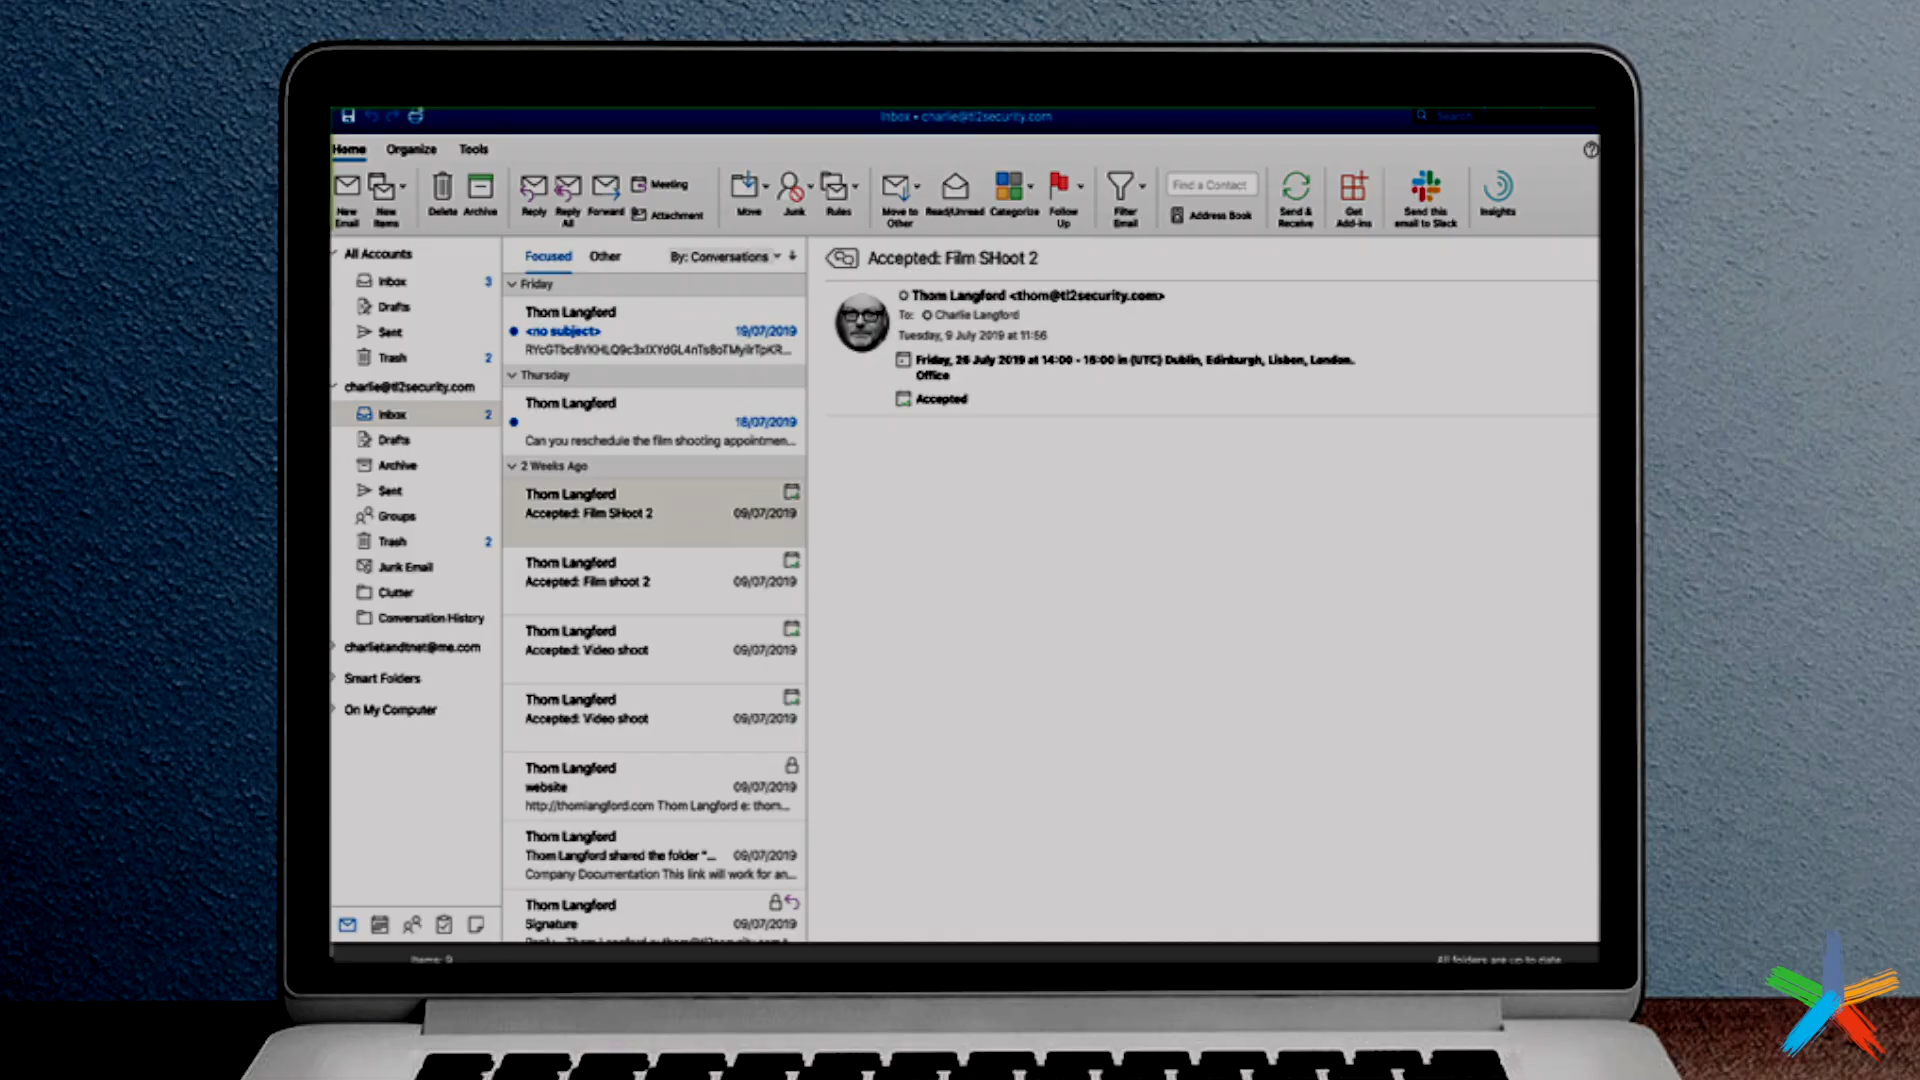 Inbox • charlie@tl2security.com
Search
Home Organize Tools
New Email
New Items
Delete
Archive
Reply
Reply All
Forward
Meeting
Attachment
Move
Junk
Rules
Move to Other
Read/Unread
Categorize
Follow Up
Filter Email
Find a Contact
Address Book
Send & Receive
Get Add-ins
Send this email to Slack
Insights
All Accounts
Inbox 3
Drafts
Sent
Trash 2
charlie@tl2security.com
Inbox 2
Drafts
Archive
Sent
Groups
Trash 2
Junk Email
Clutter
Conversation History
charlietandtnet@me.com
Smart Folders
On My Computer
Focused Other By: Conversations
Friday
Thom Langford
<no subject> 19/07/2019
Thursday
Thom Langford
18/07/2019
Can you reschedule the film shooting appointmen...
2 Weeks Ago
Thom Langford
Accepted: Film SHoot 2 09/07/2019
Thom Langford
Accepted: Film shoot 2 09/07/2019
Thom Langford
Accepted: Video shoot 09/07/2019
Thom Langford
Accepted: Video shoot 09/07/2019
Thom Langford
website 09/07/2019
http://thomlangford.com Thom Langford e: thom...
Thom Langford
Thom Langford shared the folder "... 09/07/2019
Company Documentation This link will work for an...
Thom Langford
Signature 09/07/2019
Accepted: Film SHoot 2
Thom Langford <thom@tl2security.com>
To: Charlie Langford
Tuesday, 9 July 2019 at 11:56
Friday, 26 July 2019 at 14:00 - 16:00 in (UTC) Dublin, Edinburgh, Lisbon, London.
Office
Accepted
Items: 9
All folders are up to date.